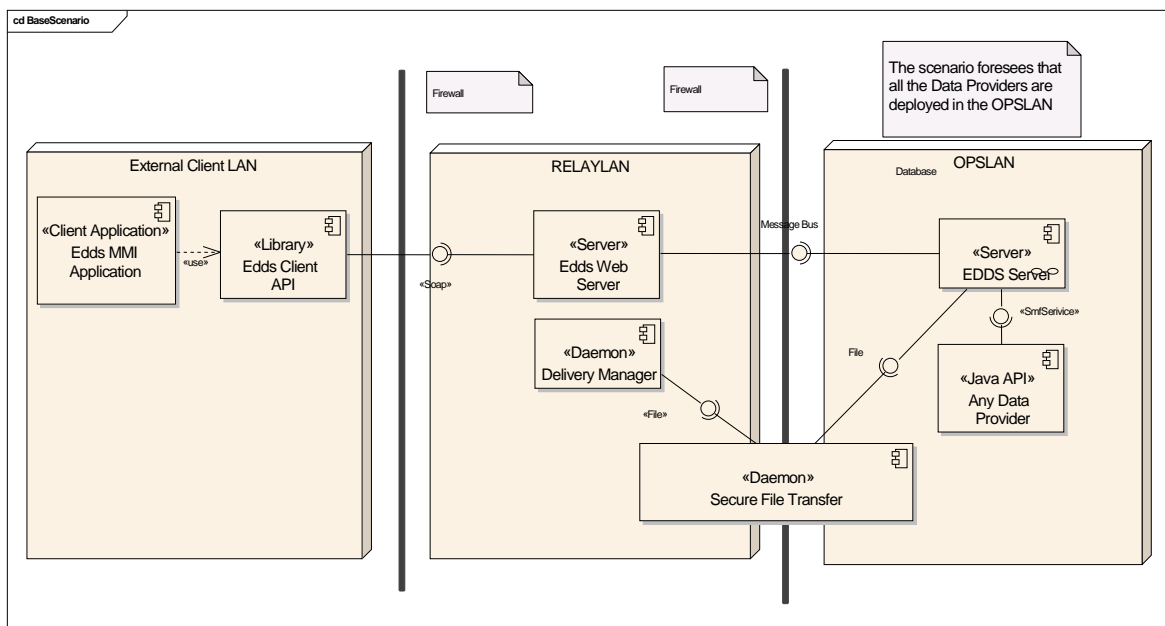 cd BaseScenario
Firewall
Firewall
The scenario foresees that
all the Data Providers are
deployed in the OPSLAN
External Client LAN
RELAYLAN
OPSLAN
Database
«Client Application»
Edds MMI
Application
«use»
«Library»
Edds Client
API
«Soap»
«Server»
Edds Web
Server
Message Bus
«Server»
EDDS Server
«SmfSerivice»
«Daemon»
Delivery Manager
«File»
File
«Java API»
Any Data
Provider
«Daemon»
Secure File Transfer